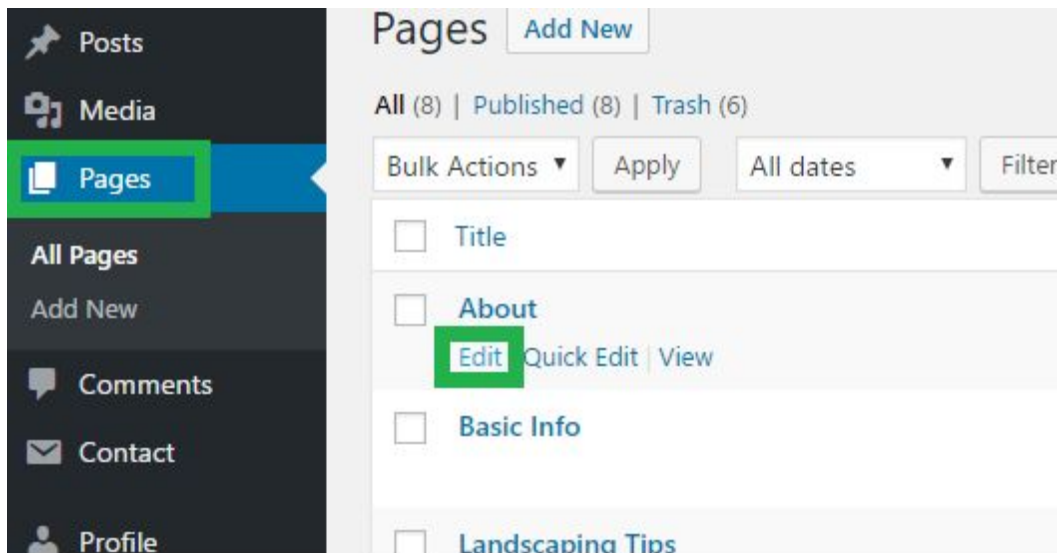 Posts
Media
Pages
All Pages
Add New
Comments
Contact
Profile
Pages Add New
All (8) | Published (8) | Trash (6)
Bulk Actions Apply All dates Filter
Title
About
Edit Quick Edit | View
Basic Info
Landscaping Tips